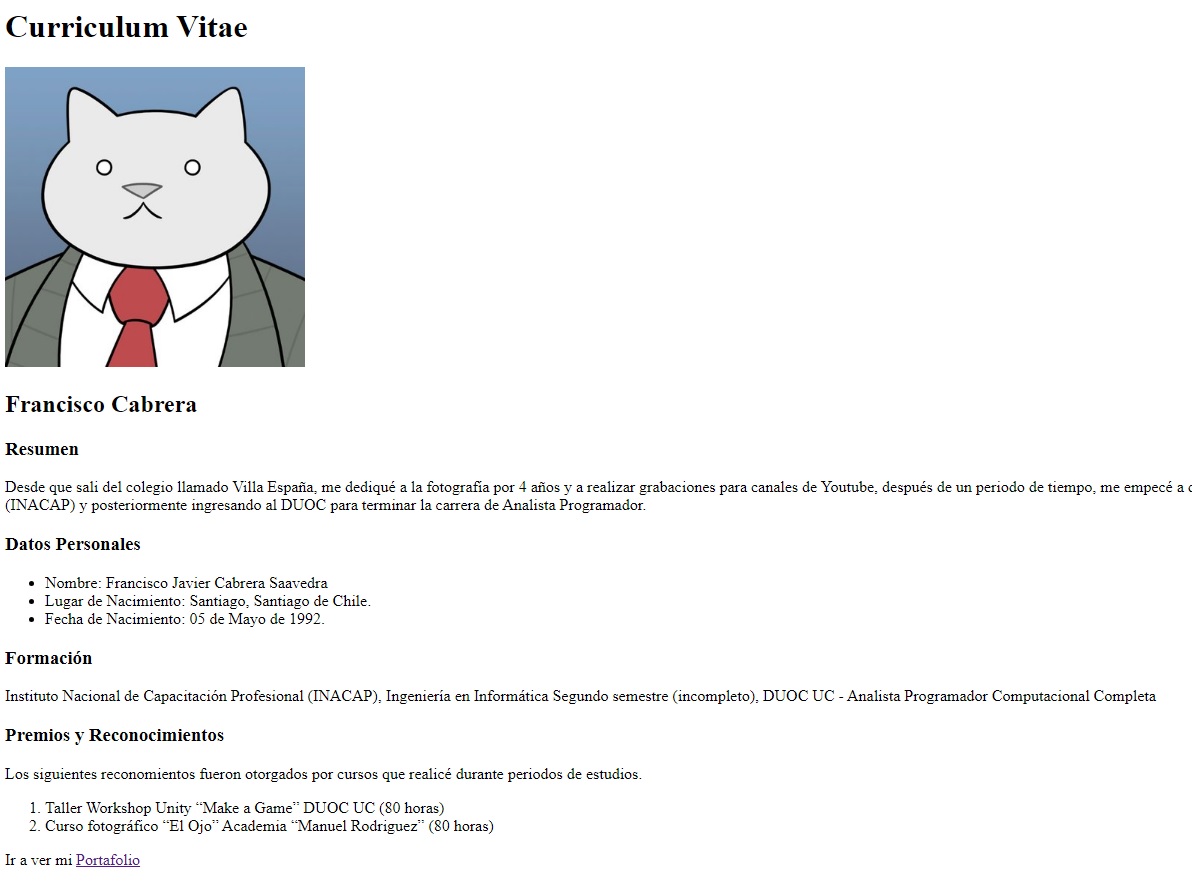 Curriculum Vitae
Francisco Cabrera
Resumen
Desde que sali del colegio llamado Villa España, me dediqué a la fotografía por 4 años y a realizar grabaciones para canales de Youtube, después de un periodo de tiempo, me empecé a
(INACAP) y posteriormente ingresando al DUOC para terminar la carrera de Analista Programador.
Datos Personales
• Nombre: Francisco Javier Cabrera Saavedra
• Lugar de Nacimiento: Santiago, Santiago de Chile.
• Fecha de Nacimiento: 05 de Mayo de 1992.
Formación
Instituto Nacional de Capacitación Profesional (INACAP), Ingeniería en Informática Segundo semestre (incompleto), DUOC UC - Analista Programador Computacional Completa
Premios y Reconocimientos
Los siguientes reconomientos fueron otorgados por cursos que realicé durante periodos de estudios.
1. Taller Workshop Unity “Make a Game” DUOC UC (80 horas)
2. Curso fotográfico “El Ojo” Academia “Manuel Rodriguez” (80 horas)
Ir a ver mi Portafolio